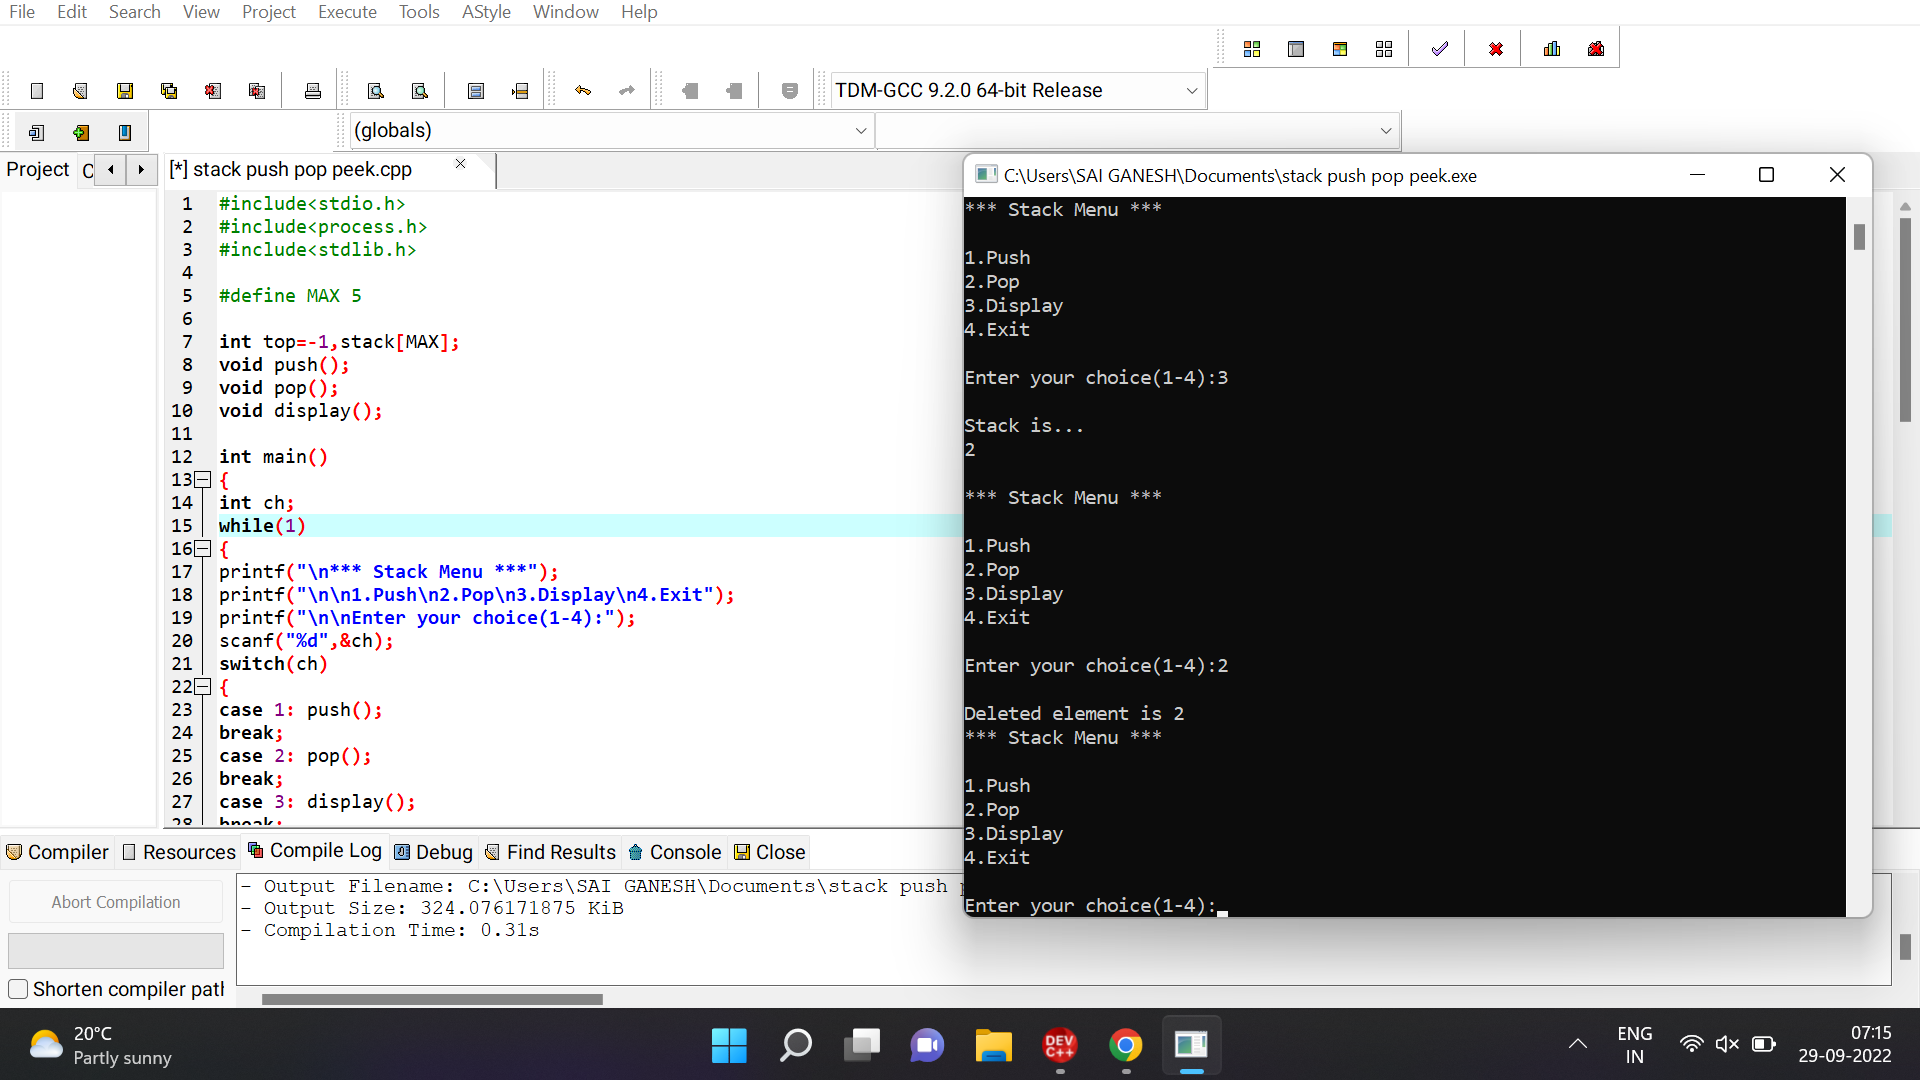 File Edit Search View Project Execute Tools AStyle Window Help
TDM-GCC 9.2.0 64-bit Release
(globals)
Project C
[*] stack push pop peek.cpp
1 #include<stdio.h>
2 #include<process.h>
3 #include<stdlib.h>
4
5 #define MAX 5
6
7 int top=-1,stack[MAX];
8 void push();
9 void pop();
10 void display();
11
12 int main()
13 {
14 int ch;
15 while(1)
16 {
17 printf("\n*** Stack Menu ***");
18 printf("\n\n1.Push\n2.Pop\n3.Display\n4.Exit");
19 printf("\n\nEnter your choice(1-4):");
20 scanf("%d",&ch);
21 switch(ch)
22 {
23 case 1: push();
24 break;
25 case 2: pop();
26 break;
27 case 3: display();
28 break;
C:\Users\SAI GANESH\Documents\stack push pop peek.exe
*** Stack Menu ***
1.Push
2.Pop
3.Display
4.Exit
Enter your choice(1-4):3
Stack is...
2
*** Stack Menu ***
1.Push
2.Pop
3.Display
4.Exit
Enter your choice(1-4):2
Deleted element is 2
*** Stack Menu ***
1.Push
2.Pop
3.Display
4.Exit
Enter your choice(1-4):
Compiler Resources Compile Log Debug Find Results Console Close
Abort Compilation
Shorten compiler path
- Output Filename: C:\Users\SAI GANESH\Documents\stack push p
- Output Size: 324.076171875 KiB
- Compilation Time: 0.31s
20°C
Partly sunny
DEV
C++
ENG
IN
07:15
29-09-2022